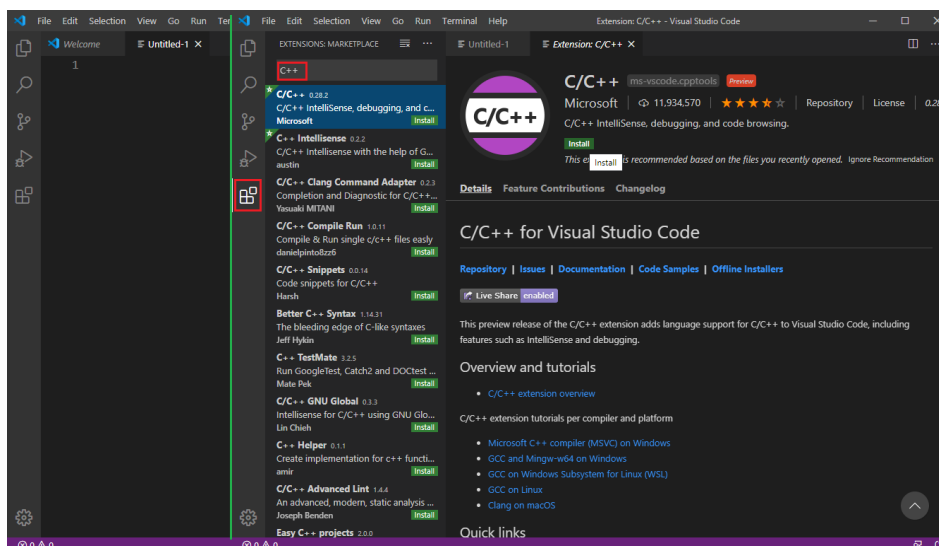 File Edit Selection View Go Run Ter
Welcome
Untitled-1
1
0 0
File Edit Selection View Go Run Terminal Help
Extension: C/C++ - Visual Studio Code
EXTENSIONS: MARKETPLACE
C++
C/C++ 0.28.2
C/C++ IntelliSense, debugging, and c...
Microsoft Install
C++ Intellisense 0.2.2
C/C++ Intellisense with the help of G...
austin Install
C/C++ Clang Command Adapter 0.2.3
Completion and Diagnostic for C/C++...
Yasuaki MITANI Install
C/C++ Compile Run 1.0.11
Compile & Run single c/c++ files easly
danielpinto8zz6 Install
C/C++ Snippets 0.0.14
Code snippets for C/C++
Harsh Install
Better C++ Syntax 1.14.31
The bleeding edge of C-like syntaxes
Jeff Hykin Install
C++ TestMate 3.2.5
Run GoogleTest, Catch2 and DOCtest ...
Mate Pek Install
C/C++ GNU Global 0.3.3
Intellisense for C/C++ using GNU Glo...
Lin Chieh Install
C++ Helper 0.1.1
Create implementation for c++ functi...
amir Install
C/C++ Advanced Lint 1.4.4
An advanced, modern, static analysis ...
Joseph Benden Install
Easy C++ projects 2.0.0
0 0
Untitled-1
Extension: C/C++
C/C++
C/C++ ms-vscode.cpptools Preview
Microsoft 11,934,570 Repository License 0.28
C/C++ IntelliSense, debugging, and code browsing.
Install
This e is recommended based on the files you recently opened. Ignore Recommendation
Install
Details Feature Contributions Changelog
C/C++ for Visual Studio Code
Repository | Issues | Documentation | Code Samples | Offline Installers
Live Share enabled
This preview release of the C/C++ extension adds language support for C/C++ to Visual Studio Code, including
features such as IntelliSense and debugging.
Overview and tutorials
C/C++ extension overview
C/C++ extension tutorials per compiler and platform
Microsoft C++ compiler (MSVC) on Windows
GCC and Mingw-w64 on Windows
GCC on Windows Subsystem for Linux (WSL)
GCC on Linux
Clang on macOS
Quick links